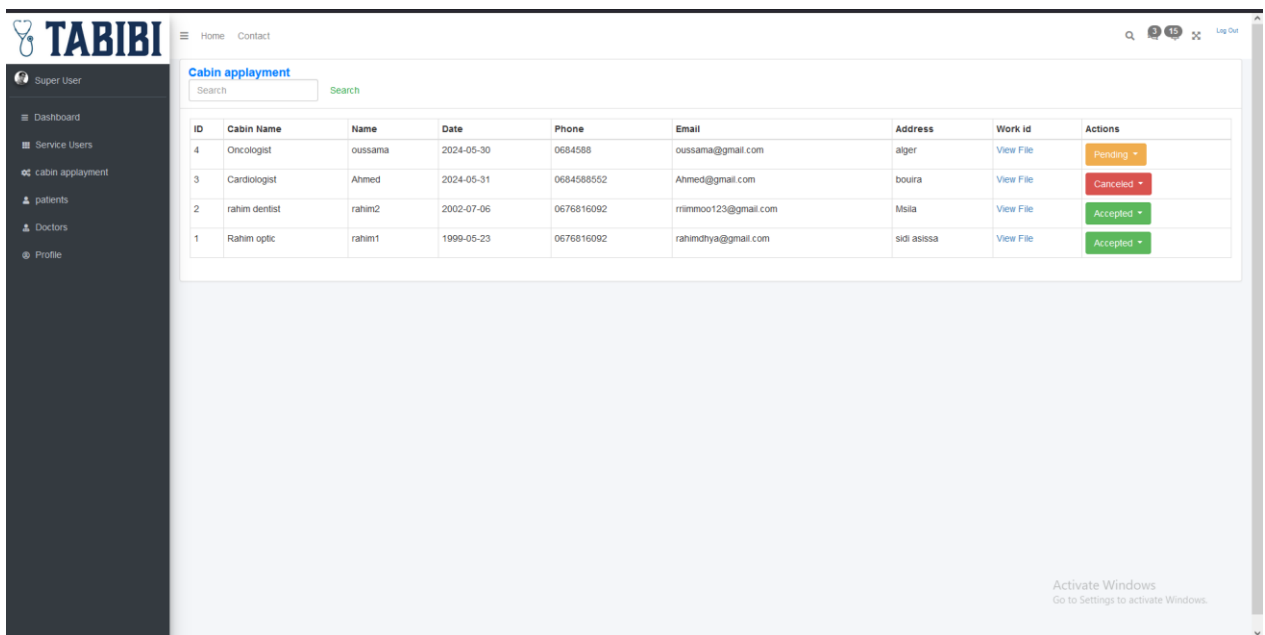 TABIBI
Home Contact
3 15 Log Out
Super User
Dashboard
Service Users
cabin applayment
patients
Doctors
Profile
Cabin applayment
Search Search
ID Cabin Name Name Date Phone Email Address Work id Actions
4 Oncologist oussama 2024-05-30 0684588 oussama@gmail.com alger View File Pending
3 Cardiologist Ahmed 2024-05-31 0684588552 Ahmed@gmail.com bouira View File Canceled
2 rahim dentist rahim2 2002-07-06 0676816092 rriimmoo123@gmail.com Msila View File Accepted
1 Rahim optic rahim1 1999-05-23 0676816092 rahimdhya@gmail.com sidi asissa View File Accepted
Activate Windows
Go to Settings to activate Windows.